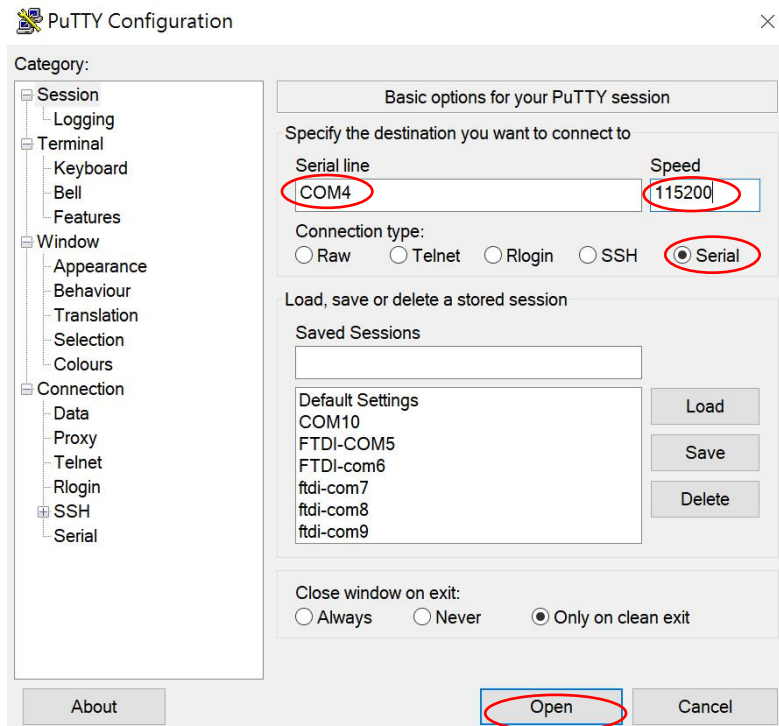 PuTTY Configuration
Category:
Session
Logging
Terminal
Keyboard
Bell
Features
Window
Appearance
Behaviour
Translation
Selection
Colours
Connection
Data
Proxy
Telnet
Rlogin
SSH
Serial
Basic options for your PuTTY session
Specify the destination you want to connect to
Serial line Speed
COM4 115200
Connection type:
Raw Telnet Rlogin SSH Serial
Load, save or delete a stored session
Saved Sessions
Default Settings
COM10
FTDI-COM5
FTDI-com6
ftdi-com7
ftdi-com8
ftdi-com9
Load
Save
Delete
Close window on exit:
Always Never Only on clean exit
About Open Cancel